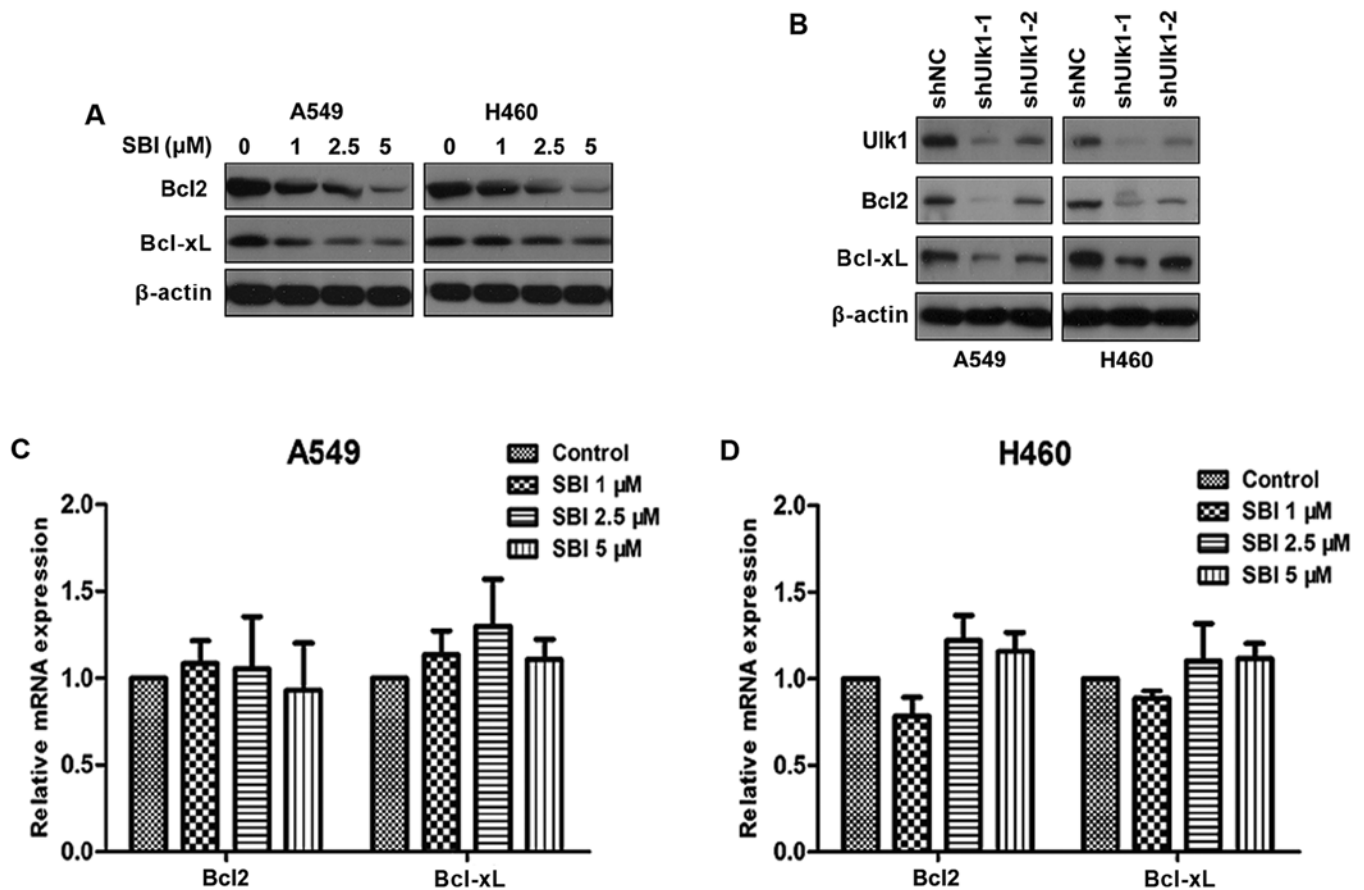 A
A549 H460
SBI (µM) 0 1 2.5 5 0 1 2.5 5
Bcl2
Bcl-xL
β-actin
B
shNC shUlk1-1 shUlk1-2 shNC shUlk1-1 shUlk1-2
Ulk1
Bcl2
Bcl-xL
β-actin
A549 H460
C
A549
Control
SBI 1 µM
SBI 2.5 µM
SBI 5 µM
Relative mRNA expression
2.0
1.5
1.0
0.5
0.0
Bcl2 Bcl-xL
D
H460
Control
SBI 1 µM
SBI 2.5 µM
SBI 5 µM
Relative mRNA expression
2.0
1.5
1.0
0.5
0.0
Bcl2 Bcl-xL